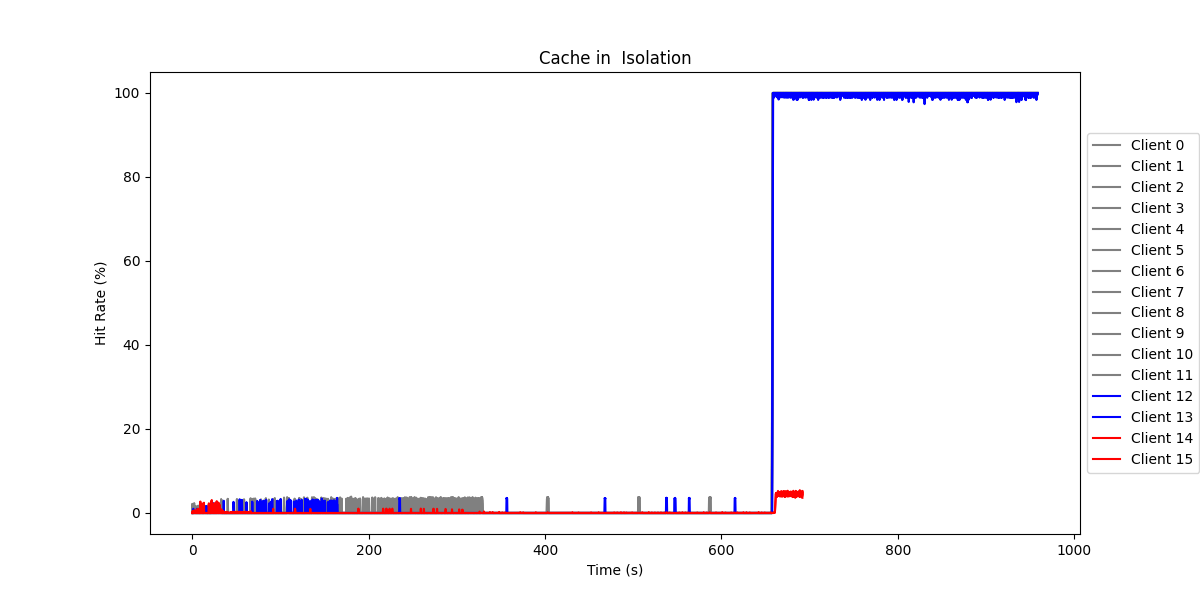 Cache in  Isolation
Hit Rate (%)
100
80
60
40
20
0
0
200
400
600
800
1000
Time (s)
Client 0
Client 1
Client 2
Client 3
Client 4
Client 5
Client 6
Client 7
Client 8
Client 9
Client 10
Client 11
Client 12
Client 13
Client 14
Client 15